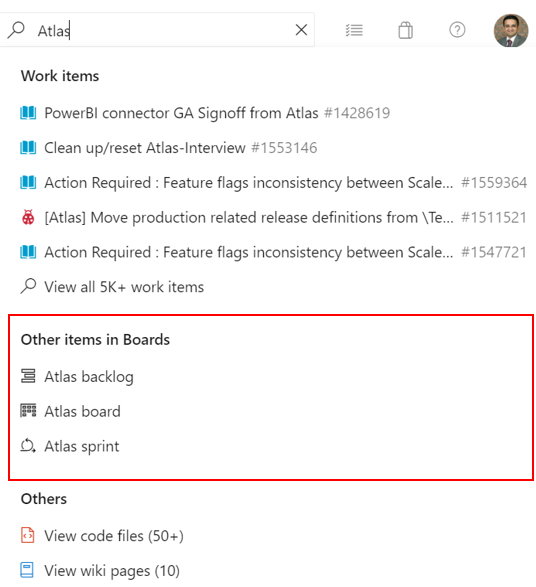 Atlas
Work items
PowerBI connector GA Signoff from Atlas #1428619
Clean up/reset Atlas-Interview #1553146
Action Required : Feature flags inconsistency between Scale... #1559364
[Atlas] Move production related release definitions from \Te... #1511521
Action Required : Feature flags inconsistency between Scale... #1547721
View all 5K+ work items
Other items in Boards
Atlas backlog
Atlas board
Atlas sprint
Others
View code files (50+)
View wiki pages (10)